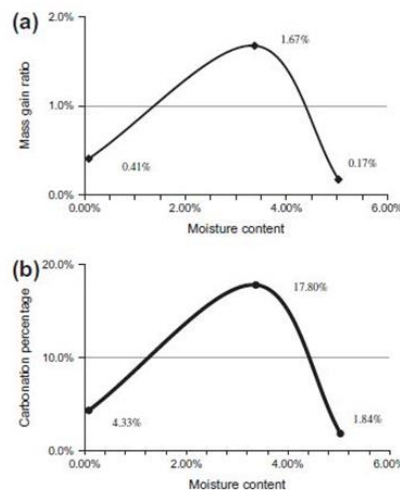 (a)
2.0%
1.67%
Mass gain ratio
1.0%
0.41%
0.17%
0.0%
0.00% 2.00% 4.00% 6.00%
Moisture content
(b)
20.0%
17.80%
Carbonation percentage
10.0%
4.33%
1.84%
0.0%
0.00% 2.00% 4.00% 6.00%
Moisture content